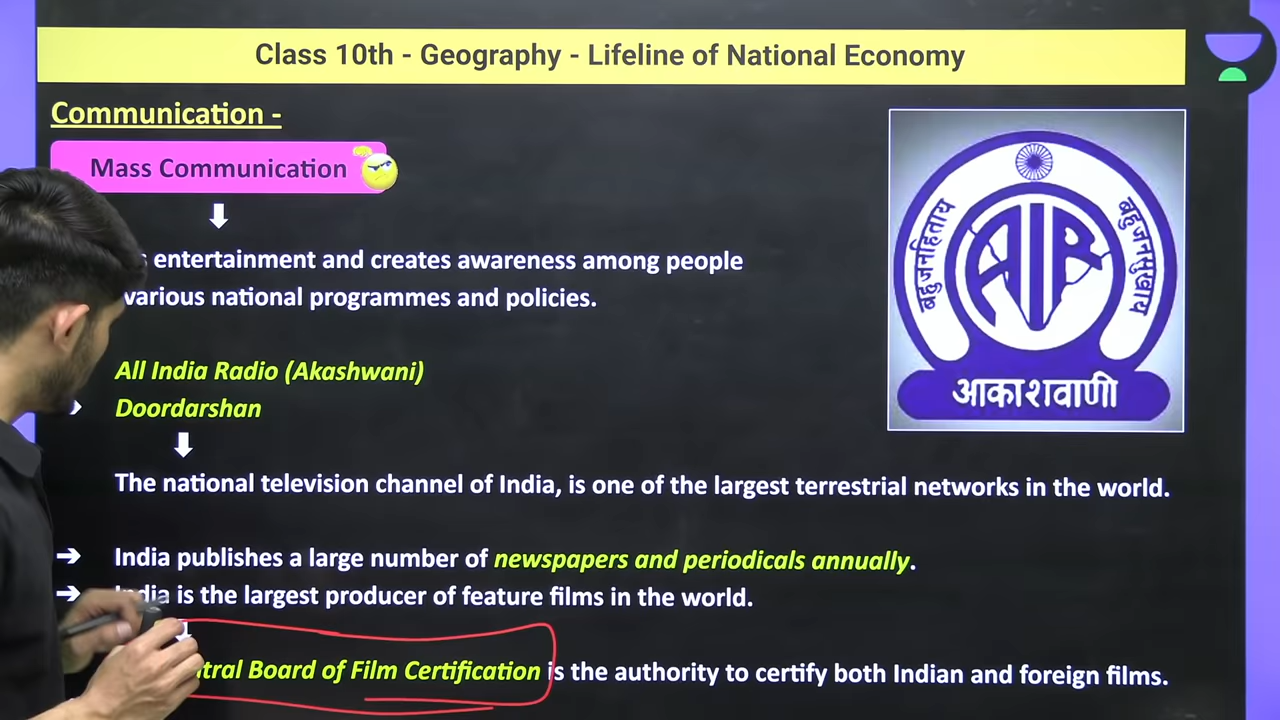 Class 10th - Geography - Lifeline of National Economy
Communication -
Mass Communication
entertainment and creates awareness among people
various national programmes and policies.
All India Radio (Akashwani)
Doordarshan
The national television channel of India, is one of the largest terrestrial networks in the world.
➔ India publishes a large number of newspapers and periodicals annually.
➔ India is the largest producer of feature films in the world.
Board of Film Certification is the authority to certify both Indian and foreign films.
बहुजनहिताय
बहुजनसुखाय
AIR
आकाशवाणी